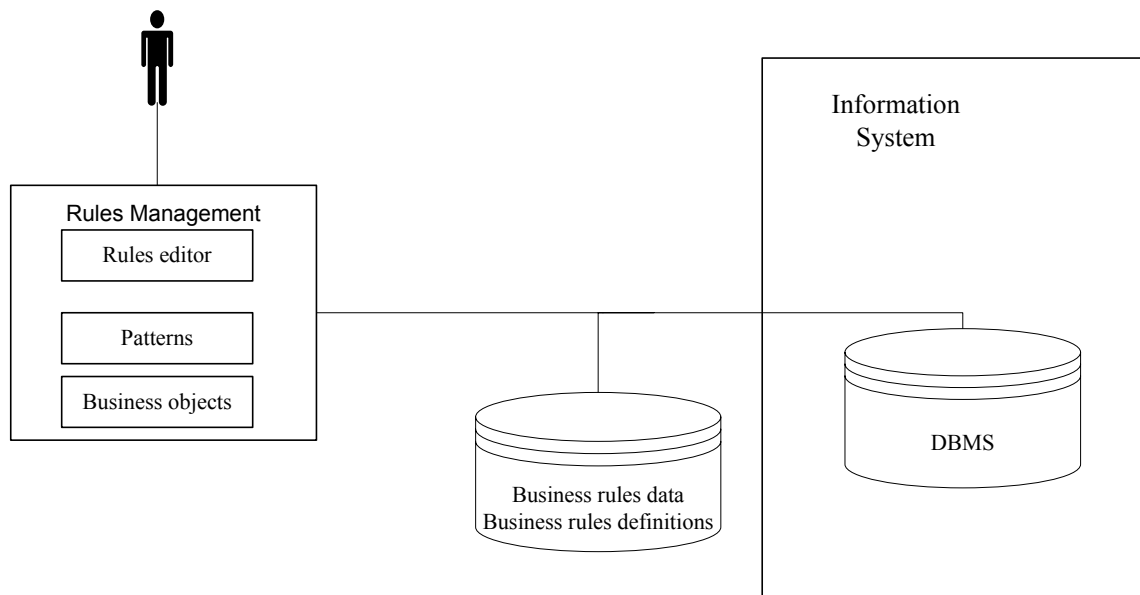 Information
System
Rules Management
Rules editor
Patterns
Business objects
DBMS
Business rules data
Business rules definitions